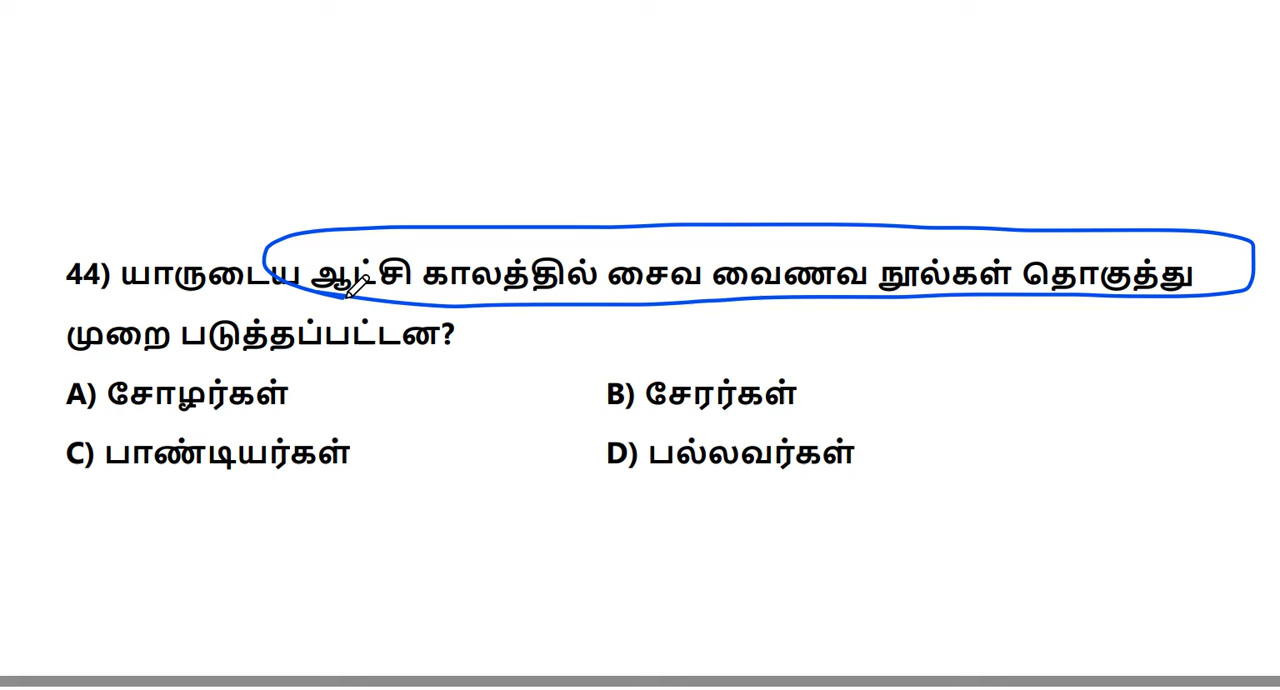 44) யாருடைய ஆட்சி காலத்தில் சைவ வைணவ நூல்கள் தொகுத்து
முறை படுத்தப்பட்டன?
A) சோழர்கள் B) சேரர்கள்
C) பாண்டியர்கள் D) பல்லவர்கள்